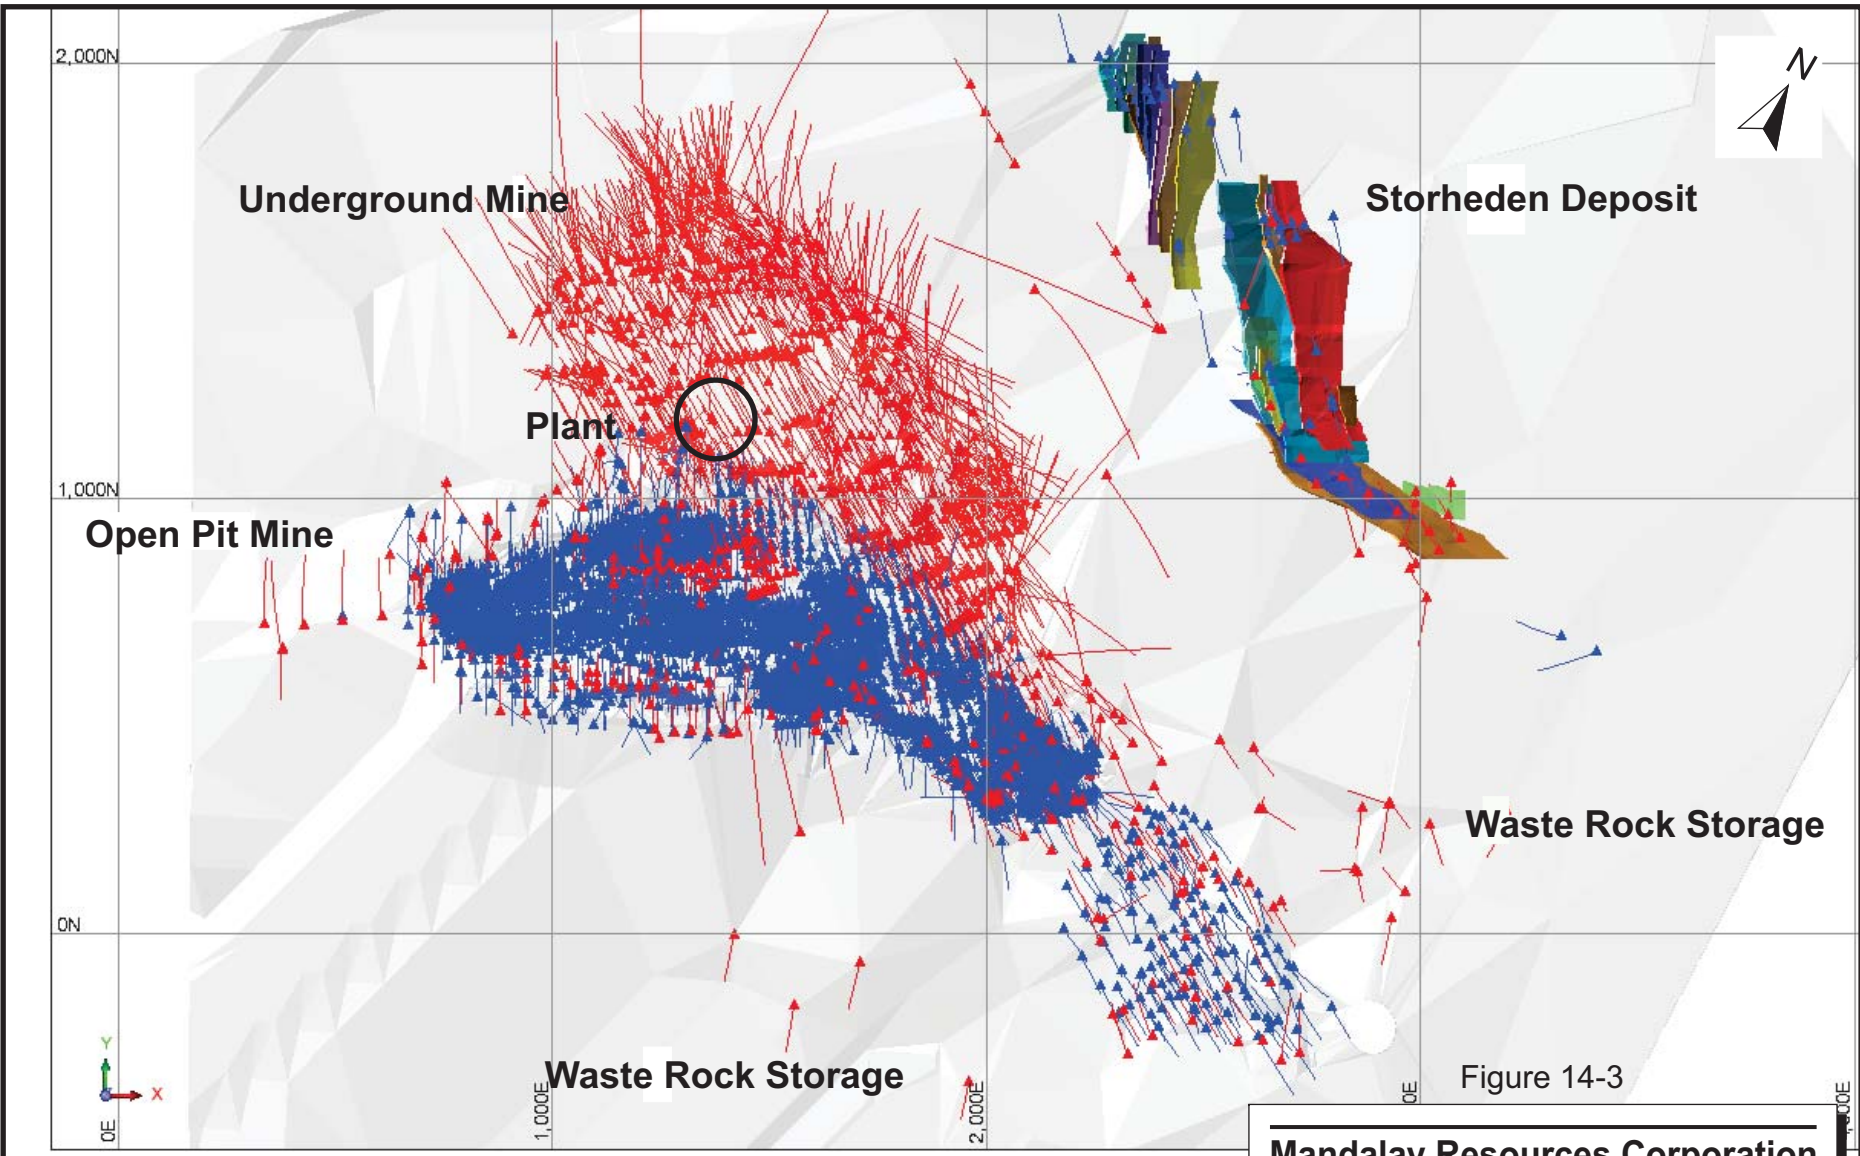 2,000N
N
Underground Mine
Storheden Deposit
Plant
1,000N
Open Pit Mine
Waste Rock Storage
0N
Y
X
Waste Rock Storage
Figure 14-3
0E
1,000E
2,000E
0E
Mandalay Resources Corporation